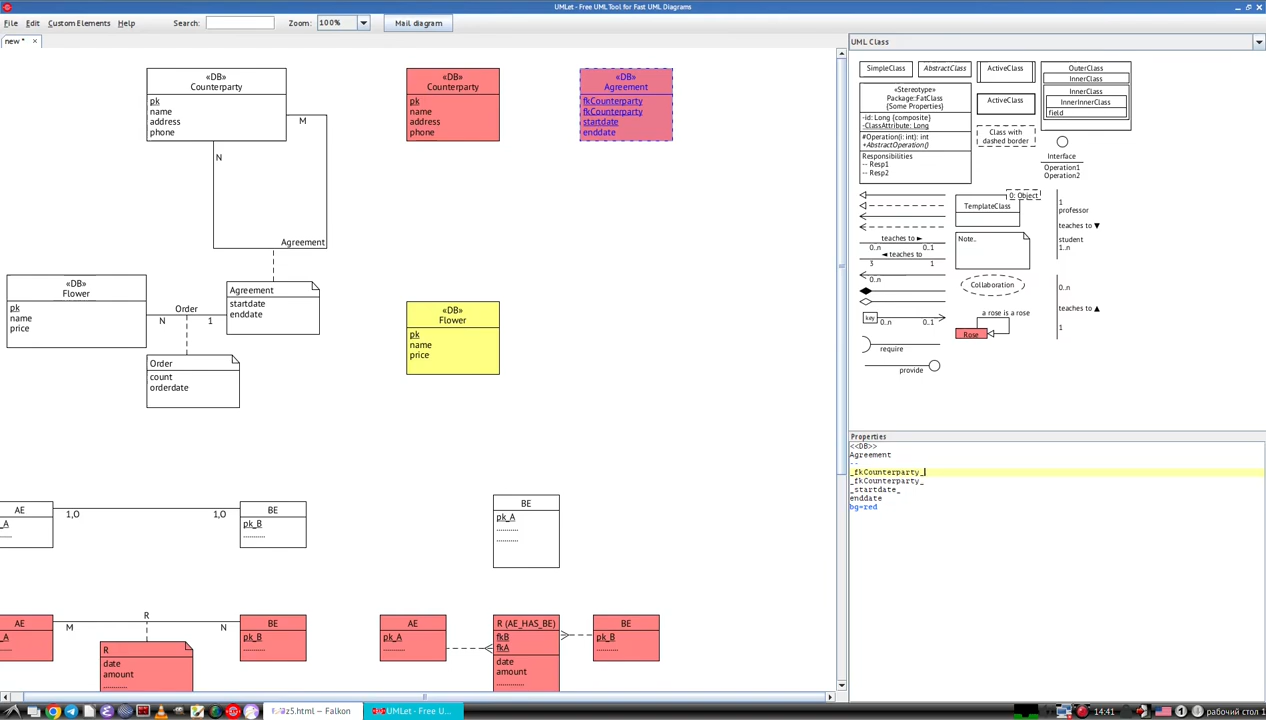 UMLet - Free UML Tool for Fast UML Diagrams
File Edit Custom Elements Help Search: Zoom: 100% Mail diagram
new *
UML Class
«DB»
Counterparty
pk
name
address
phone
M
N
Agreement
«DB»
Counterparty
pk
name
address
phone
«DB»
Agreement
fkCounterparty
fkCounterparty
startdate
enddate
«DB»
Flower
pk
name
price
Order
N 1
Agreement
startdate
enddate
Order
count
orderdate
«DB»
Flower
pk
name
price
AE
_A
.....
1,O 1,O
BE
pk_B
...........
BE
pk_A
...........
...........
AE
_A
.....
R
M N
BE
pk_B
...........
R
date
amount
............
AE
pk_A
...........
R (AE_HAS_BE)
fkB
fkA
date
amount
.............
BE
pk_B
...........
SimpleClass
AbstractClass
ActiveClass
OuterClass
InnerClass
InnerClass
InnerInnerClass
field
«Stereotype»
Package::FatClass
{Some Properties}
-id: Long {composite}
-ClassAttribute: Long
#Operation(i: int): int
+AbstractOperation()
Responsibilities
-- Resp1
-- Resp2
ActiveClass
Class with
dashed border
Interface
Operation1
Operation2
0: Object
TemplateClass
1
professor
teaches to ▼
student
1..n
teaches to ►
0..n 0..1
◄ teaches to
3 1
0..n
Note..
Collaboration
0..n
teaches to ▲
1
key
0..n 0..1
a rose is a rose
Rose
require
provide
Properties
<<DB>>
Agreement
--
_fkCounterparty_
_fkCounterparty_
_startdate_
enddate
bg=red
z5.html — Falkon
UMLet - Free U...
14:41
1
рабочий стол 1